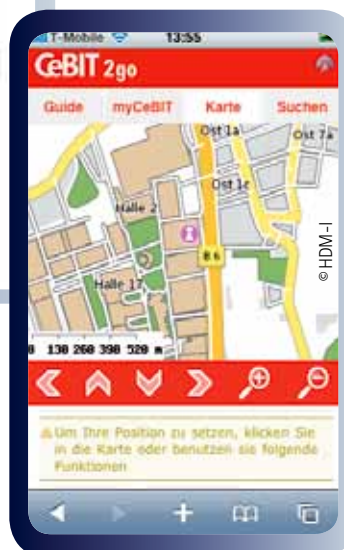 T-Mobile 13:55
CeBIT 2go
Guide myCeBIT Karte Suchen
Ost 1a Ost 7a
Ost 1c
Halle 2
B 6
Halle 17
© HDM-I
0 130 260 390 520 m
Um Ihre Position zu setzen, klicken Sie
in die Karte oder benutzen sie folgende
Funktionen